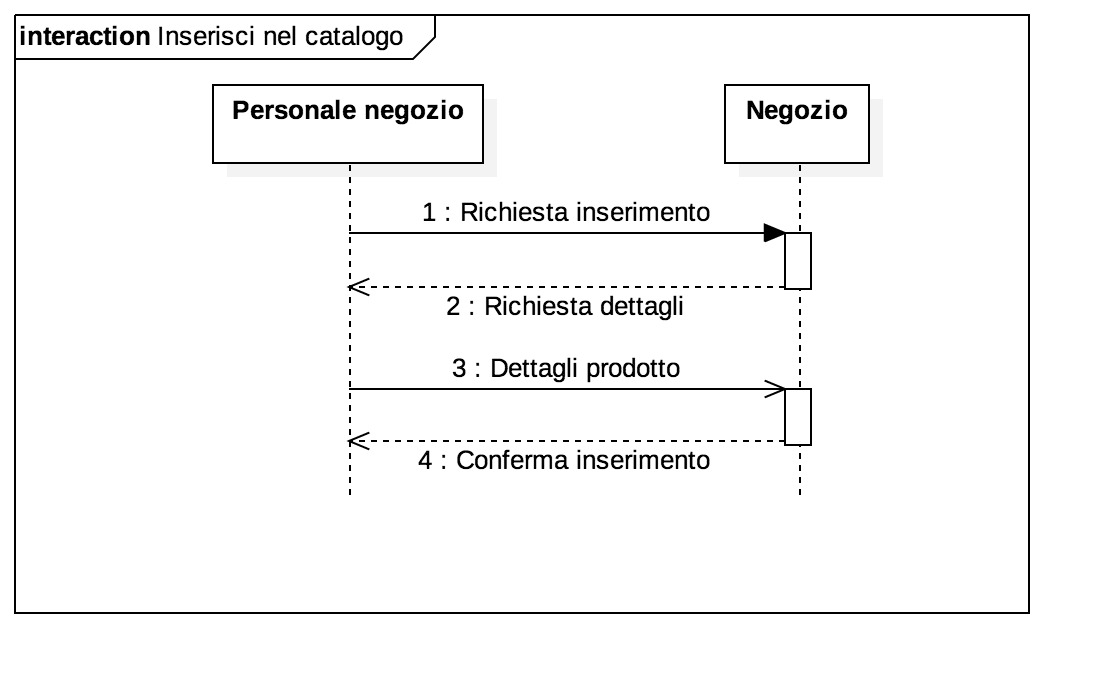 interaction Inserisci nel catalogo
Personale negozio
Negozio
1 : Richiesta inserimento
2 : Richiesta dettagli
3 : Dettagli prodotto
4 : Conferma inserimento